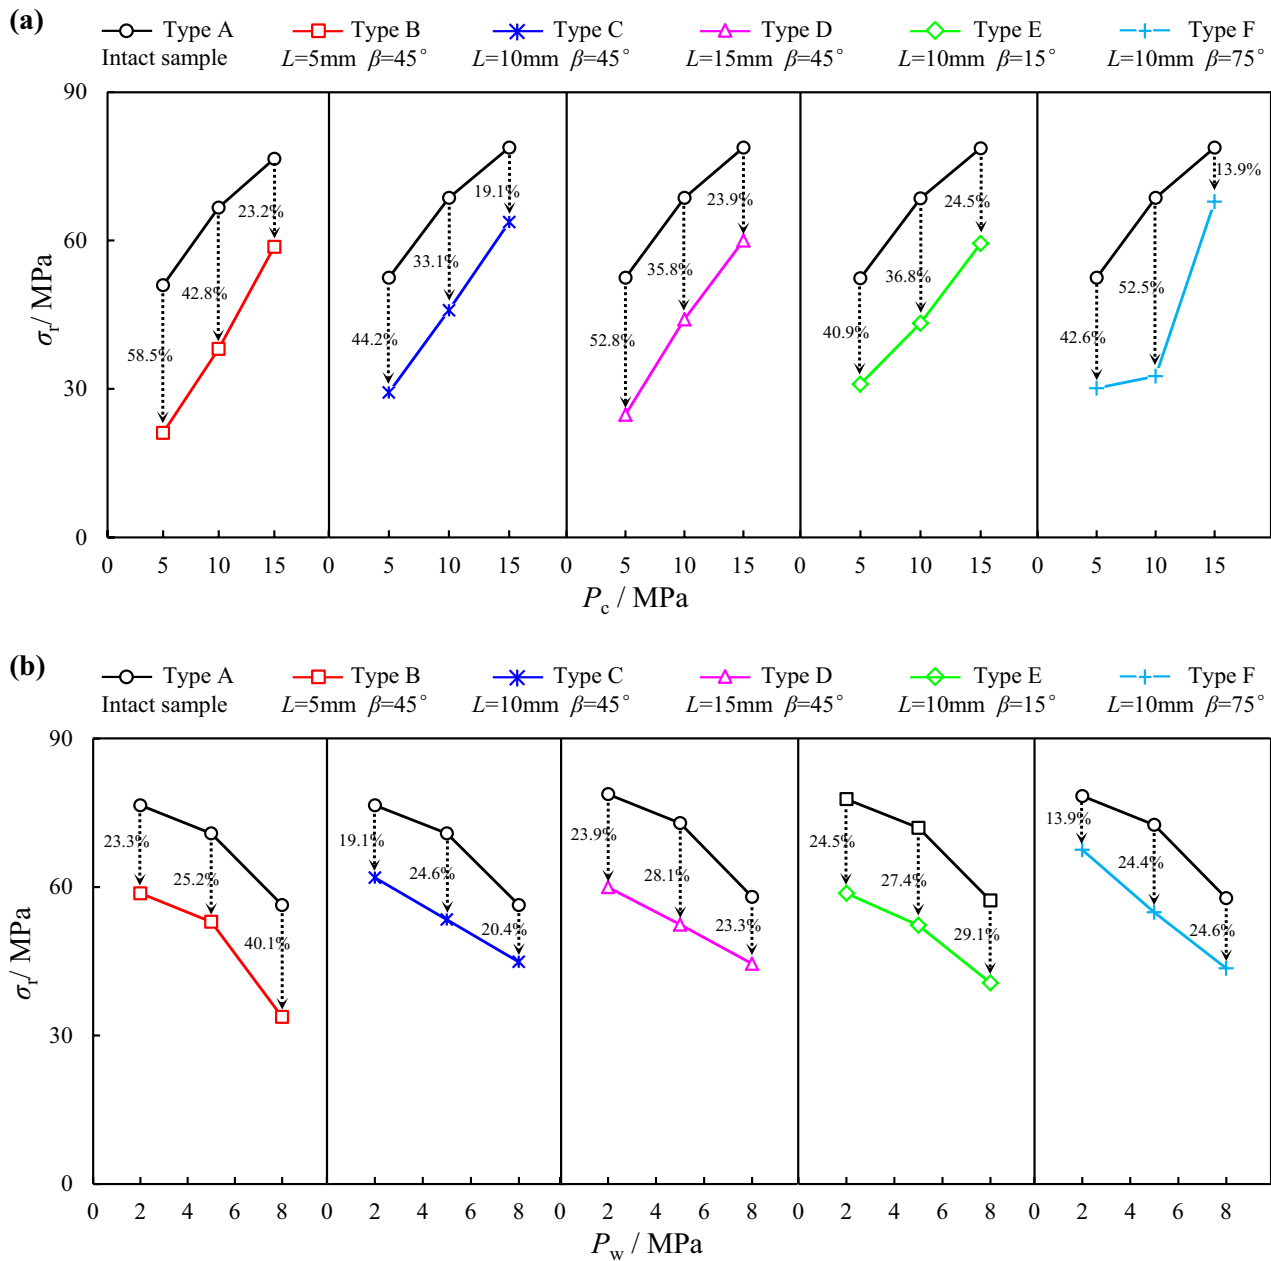 (a)
Type A Type B Type C Type D Type E Type F
Intact sample L=5mm β=45° L=10mm β=45° L=15mm β=45° L=10mm β=15° L=10mm β=75°
90
60
30
0
σr/ MPa
58.5% 42.8% 23.2%
44.2% 33.1% 19.1%
52.8% 35.8% 23.9%
40.9% 36.8% 24.5%
42.6% 52.5% 13.9%
0 5 10 15 0 5 10 15 0 5 10 15 0 5 10 15 0 5 10 15
Pc / MPa
(b)
Type A Type B Type C Type D Type E Type F
Intact sample L=5mm β=45° L=10mm β=45° L=15mm β=45° L=10mm β=15° L=10mm β=75°
90
60
30
0
σr/ MPa
23.3% 25.2% 40.1%
19.1% 24.6% 20.4%
23.9% 28.1% 23.3%
24.5% 27.4% 29.1%
13.9% 24.4% 24.6%
0 2 4 6 8 0 2 4 6 8 0 2 4 6 8 0 2 4 6 8 0 2 4 6 8
Pw / MPa